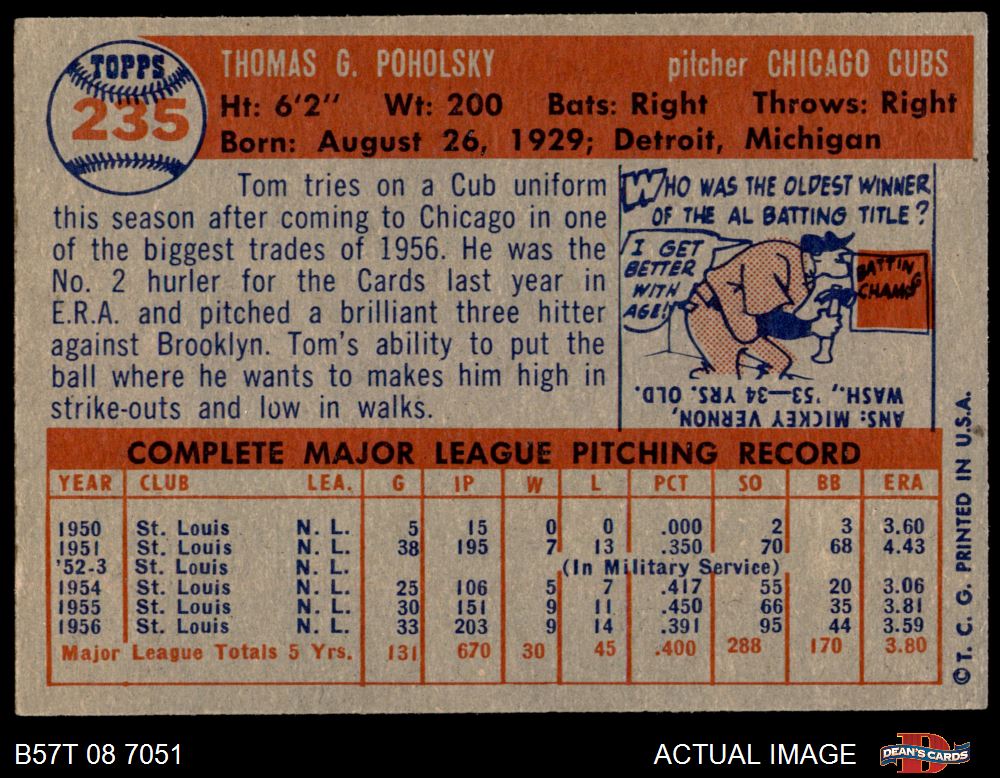 TOPPS
235
THOMAS G. POHOLSKY pitcher CHICAGO CUBS
Ht: 6'2" Wt: 200 Bats: Right Throws: Right
Born: August 26, 1929; Detroit, Michigan
Tom tries on a Cub uniform
this season after coming to Chicago in one
of the biggest trades of 1956. He was the
No. 2 hurler for the Cards last year in
E.R.A. and pitched a brilliant three hitter
against Brooklyn. Tom's ability to put the
ball where he wants to makes him high in
strike-outs and low in walks.
WHO WAS THE OLDEST WINNER
OF THE AL BATTING TITLE?
I GET
BETTER
WITH
AGE!
BATTING
CHAMP
ANS: MICKEY VERNON,
WASH., '53—34 YRS. OLD.
COMPLETE MAJOR LEAGUE PITCHING RECORD
YEAR CLUB LEA. G IP W L PCT SO BB ERA
1950 St. Louis N. L. 5 15 0 0 .000 2 3 3.60
1951 St. Louis N. L. 38 195 7 13 .350 70 68 4.43
'52-3 St. Louis N. L. (In Military Service)
1954 St. Louis N. L. 25 106 5 7 .417 55 20 3.06
1955 St. Louis N. L. 30 151 9 11 .450 66 35 3.81
1956 St. Louis N. L. 33 203 9 14 .391 95 44 3.59
Major League Totals 5 Yrs. 131 670 30 45 .400 288 170 3.80
© T. C. G. PRINTED IN U.S.A.
B57T 08 7051 ACTUAL IMAGE
DEAN'S CARDS